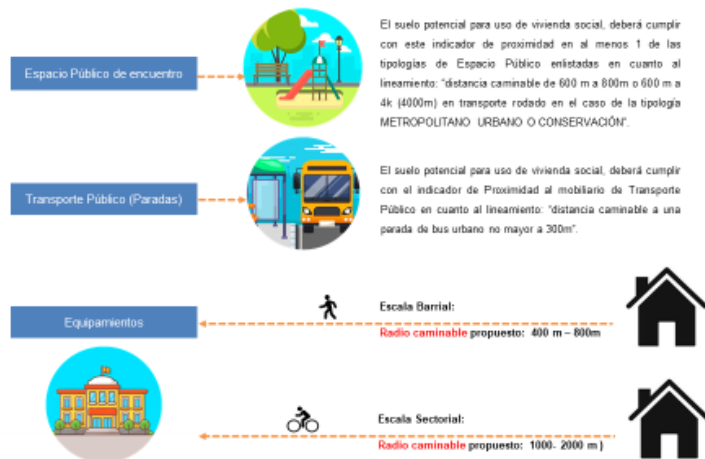 Espacio Público de encuentro
El suelo potencial para uso de vivienda social, deberá cumplir
con este indicador de proximidad en al menos 1 de las
tipologías de Espacio Público enlistadas en cuanto al
lineamiento: "distancia caminable de 600 m a 800m o 600 m a
4k (4000m) en transporte rodado en el caso de la tipología
METROPOLITANO URBANO O CONSERVACIÓN".
Transporte Público (Paradas)
El suelo potencial para uso de vivienda social, deberá cumplir
con el indicador de Proximidad al mobiliario de Transporte
Público en cuanto al lineamiento: "distancia caminable a una
parada de bus urbano no mayor a 300m".
Equipamientos
Escala Barrial:
Radio caminable propuesto: 400 m – 800m
Escala Sectorial:
Radio caminable propuesto: 1000- 2000 m )